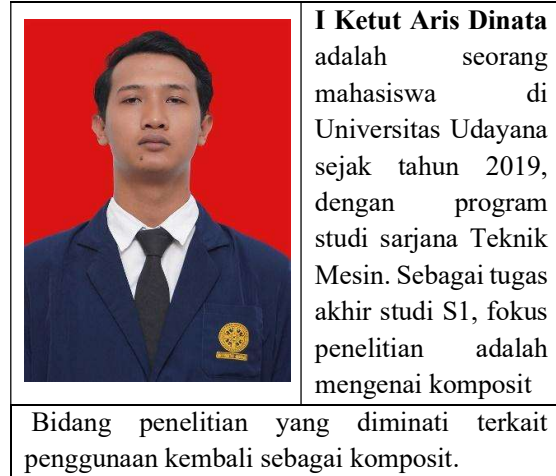 I Ketut Aris Dinata
adalah seorang
mahasiswa di
Universitas Udayana
sejak tahun 2019,
dengan program
studi sarjana Teknik
Mesin. Sebagai tugas
akhir studi S1, fokus
penelitian adalah
mengenai komposit
Bidang penelitian yang diminati terkait
penggunaan kembali sebagai komposit.